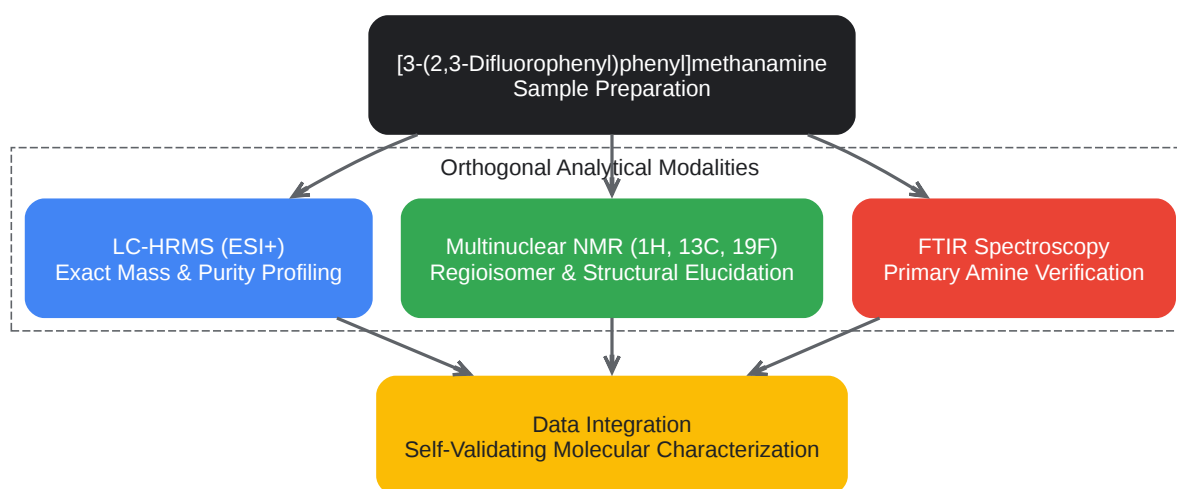 [3-(2,3-Difluorophenyl)phenyl]methanamine
Sample Preparation
Orthogonal Analytical Modalities
LC-HRMS (ESI+)
Exact Mass & Purity Profiling
Multinuclear NMR (1H, 13C, 19F)
Regioisomer & Structural Elucidation
FTIR Spectroscopy
Primary Amine Verification
Data Integration
Self-Validating Molecular Characterization